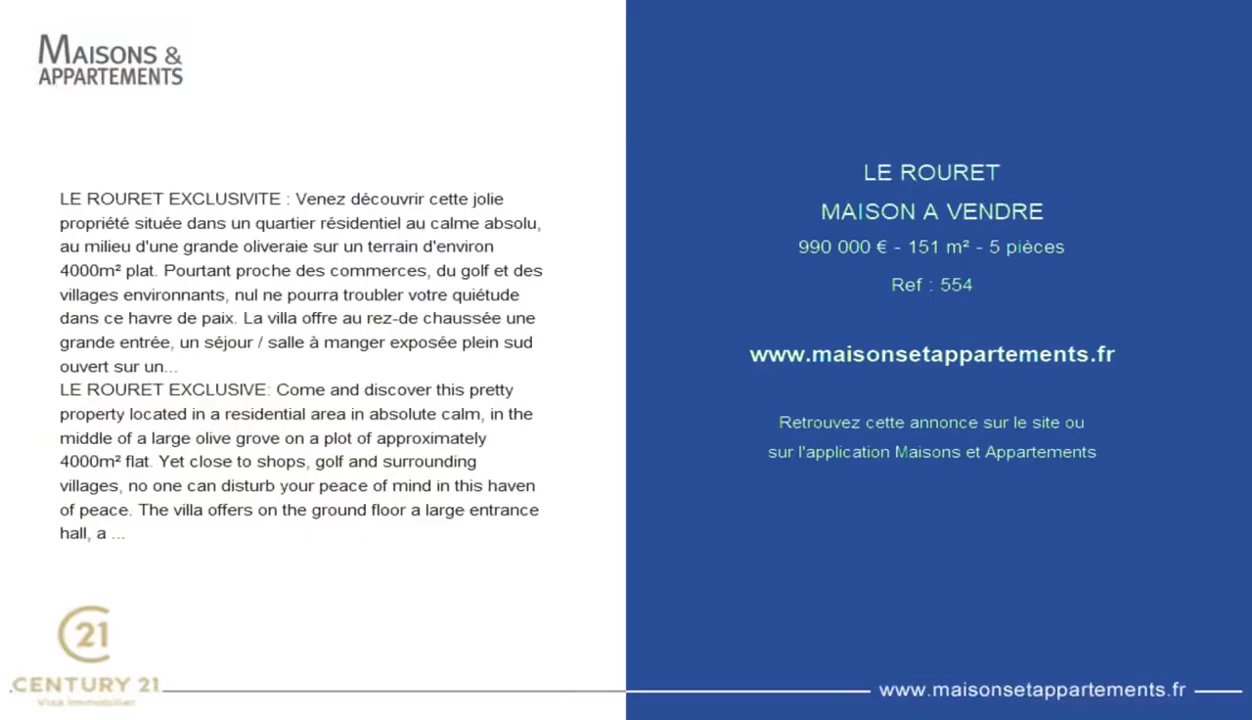 MAISONS &
APPARTEMENTS
LE ROURET EXCLUSIVITE : Venez découvrir cette jolie
propriété située dans un quartier résidentiel au calme absolu,
au milieu d'une grande oliveraie sur un terrain d'environ
4000m² plat. Pourtant proche des commerces, du golf et des
villages environnants, nul ne pourra troubler votre quiétude
dans ce havre de paix. La villa offre au rez-de chaussée une
grande entrée, un séjour / salle à manger exposée plein sud
ouvert sur un...
LE ROURET EXCLUSIVE: Come and discover this pretty
property located in a residential area in absolute calm, in the
middle of a large olive grove on a plot of approximately
4000m² flat. Yet close to shops, golf and surrounding
villages, no one can disturb your peace of mind in this haven
of peace. The villa offers on the ground floor a large entrance
hall, a ...
21
CENTURY 21
Immobilier
LE ROURET
MAISON A VENDRE
990 000 € - 151 m² - 5 pièces
Ref : 554
www.maisonsetappartements.fr
Retrouvez cette annonce sur le site ou
sur l'application Maisons et Appartements
www.maisonsetappartements.fr